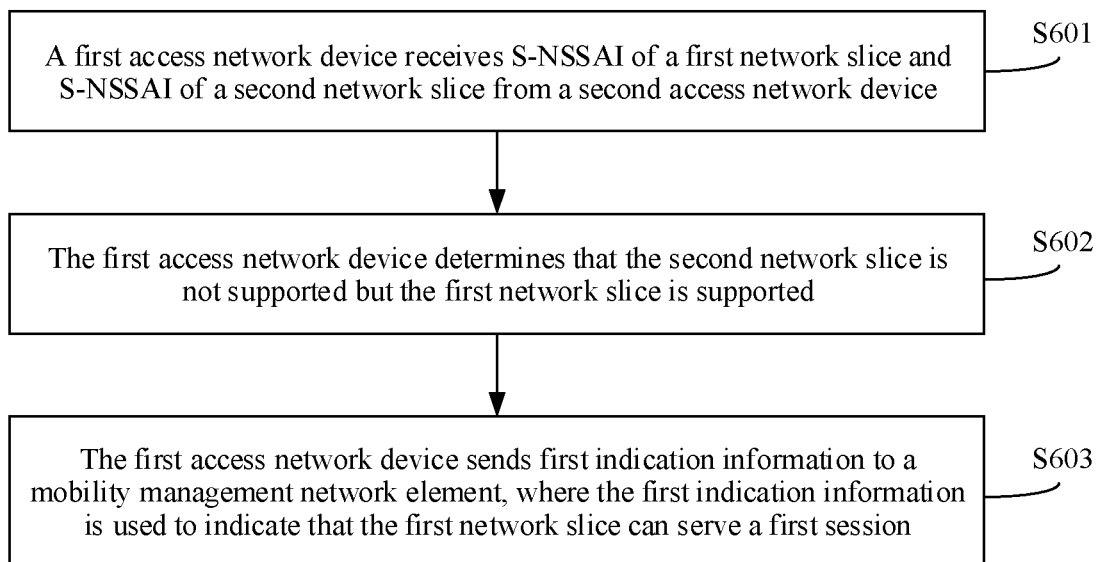 A first access network device receives S-NSSAI of a first network slice and
S-NSSAI of a second network slice from a second access network device
S601
The first access network device determines that the second network slice is
not supported but the first network slice is supported
S602
The first access network device sends first indication information to a
mobility management network element, where the first indication information
is used to indicate that the first network slice can serve a first session
S603